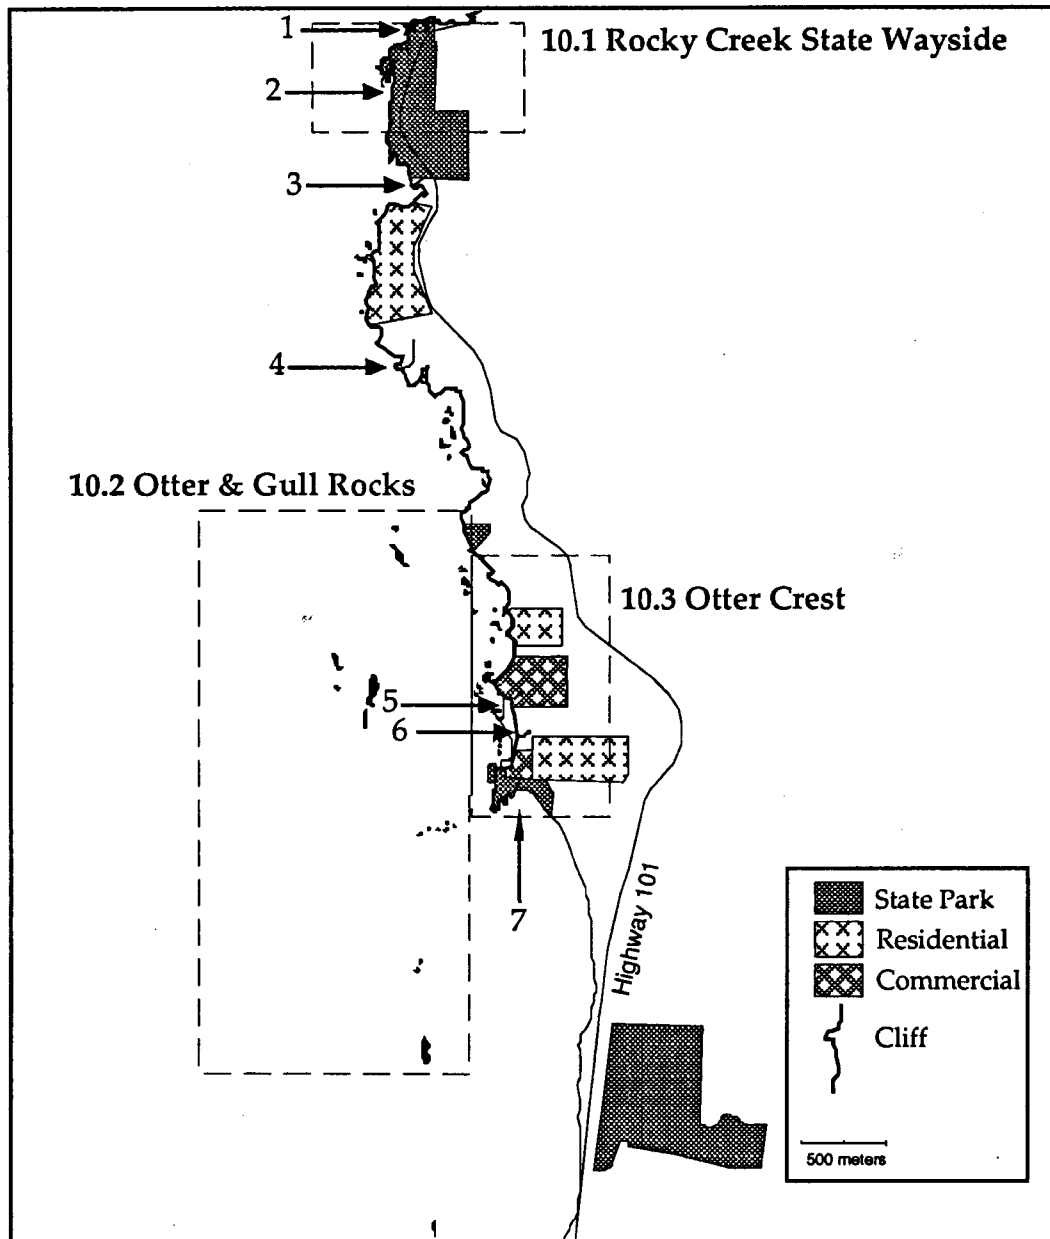 1
10.1 Rocky Creek State Wayside
2
3
4
10.2 Otter & Gull Rocks
10.3 Otter Crest
5
6
7
Highway 101
State Park
Residential
Commercial
Cliff
500 meters